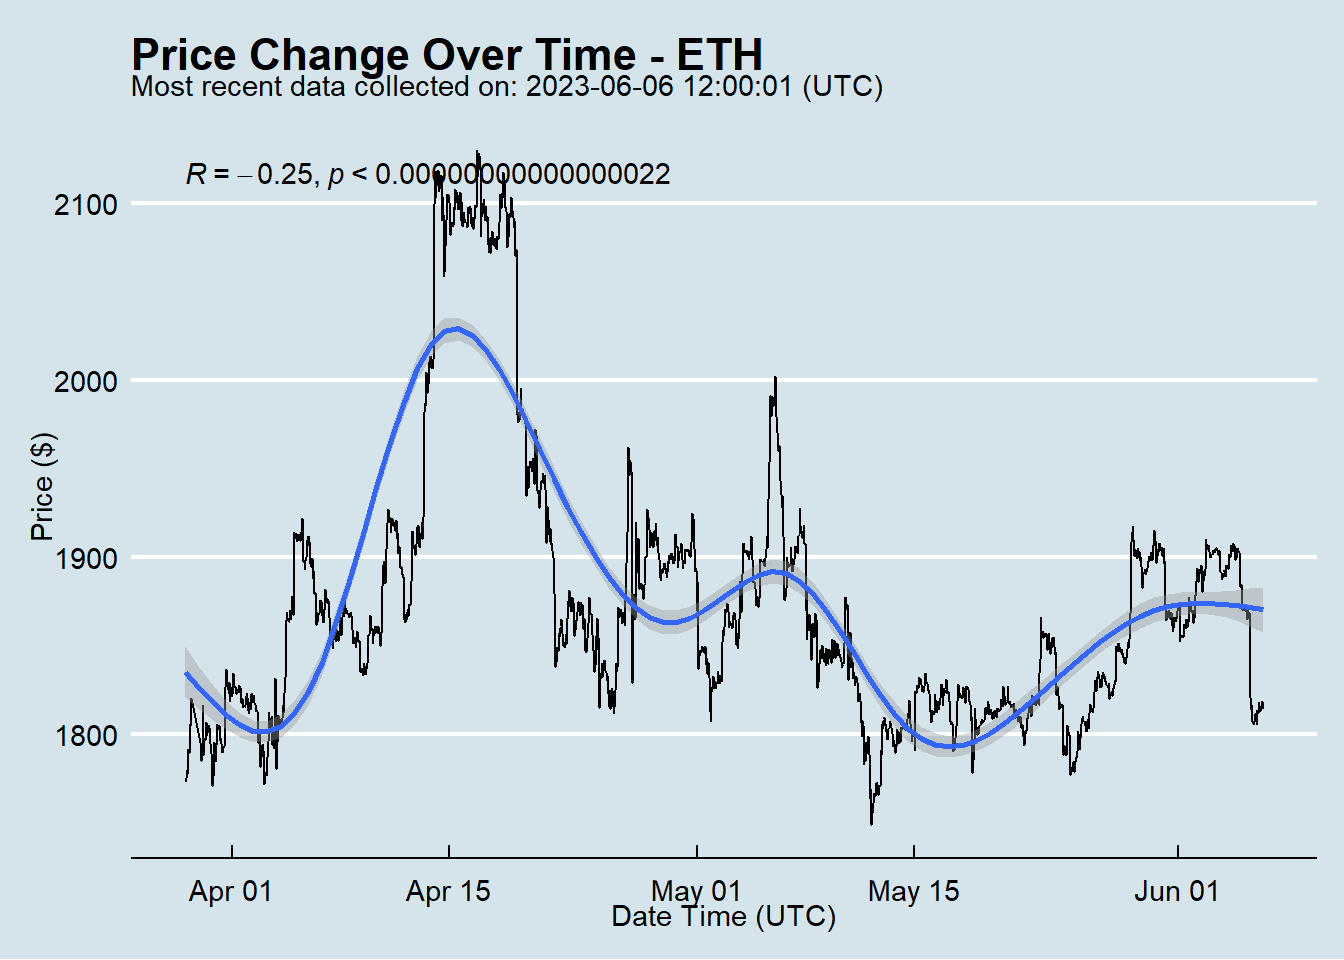 Price Change Over Time - ETH
Most recent data collected on: 2023-06-06 12:00:01 (UTC)
R = −0.25, p < 0.00000000000000022
2100
2000
1900
1800
Price ($)
Apr 01
Apr 15
May 01
May 15
Jun 01
Date Time (UTC)